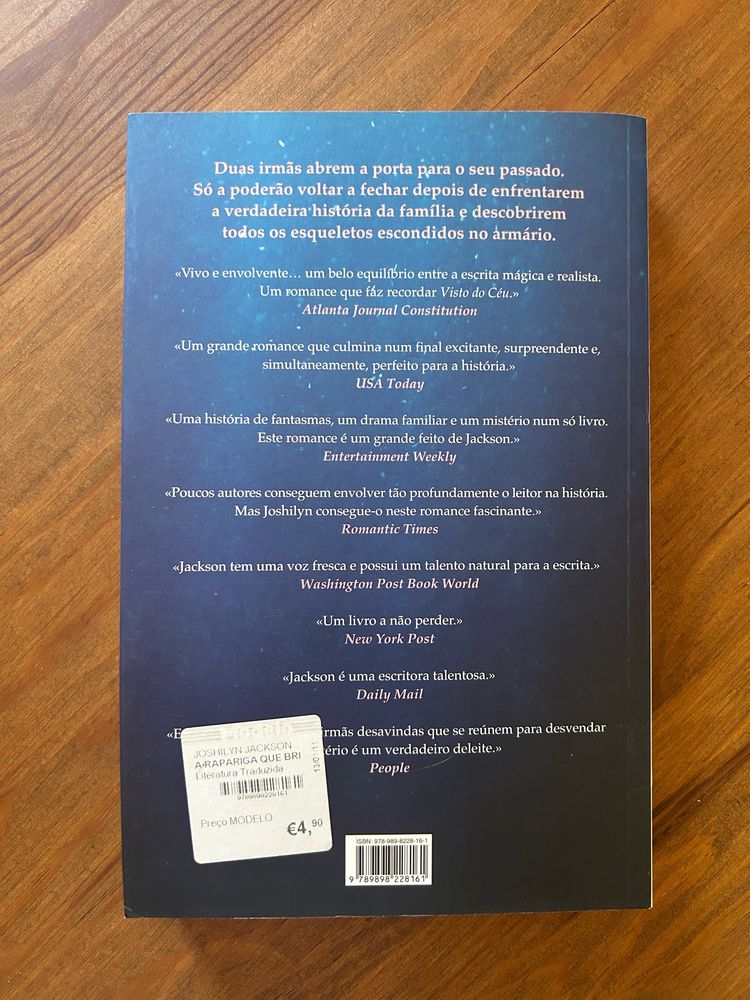 Duas irmãs abrem a porta para o seu passado.
Só a poderão voltar a fechar depois de enfrentarem
a verdadeira história da família e descobrirem
todos os esqueletos escondidos no armário.
«Vivo e envolvente… um belo equilíbrio entre a escrita mágica e realista.
Um romance que faz recordar Visto do Céu.»
Atlanta Journal Constitution
«Um grande romance que culmina num final excitante, surpreendente e,
simultaneamente, perfeito para a história.»
USA Today
«Uma história de fantasmas, um drama familiar e um mistério num só livro.
Este romance é um grande feito de Jackson.»
Entertainment Weekly
«Poucos autores conseguem envolver tão profundamente o leitor na história.
Mas Joshilyn consegue-o neste romance fascinante.»
Romantic Times
«Jackson tem uma voz fresca e possui um talento natural para a escrita.»
Washington Post Book World
«Um livro a não perder.»
New York Post
«Jackson é uma escritora talentosa.»
Daily Mail
irmãs desavindas que se reúnem para desvendar
é um verdadeiro deleite.»
People
JOSHILYN JACKSON
A RAPARIGA QUE BRI
Literatura Traduzida
9789898228161
13/01/11
Preço MODELO
€4,90
ISBN: 978-989-8228-16-1
9 789898 228161